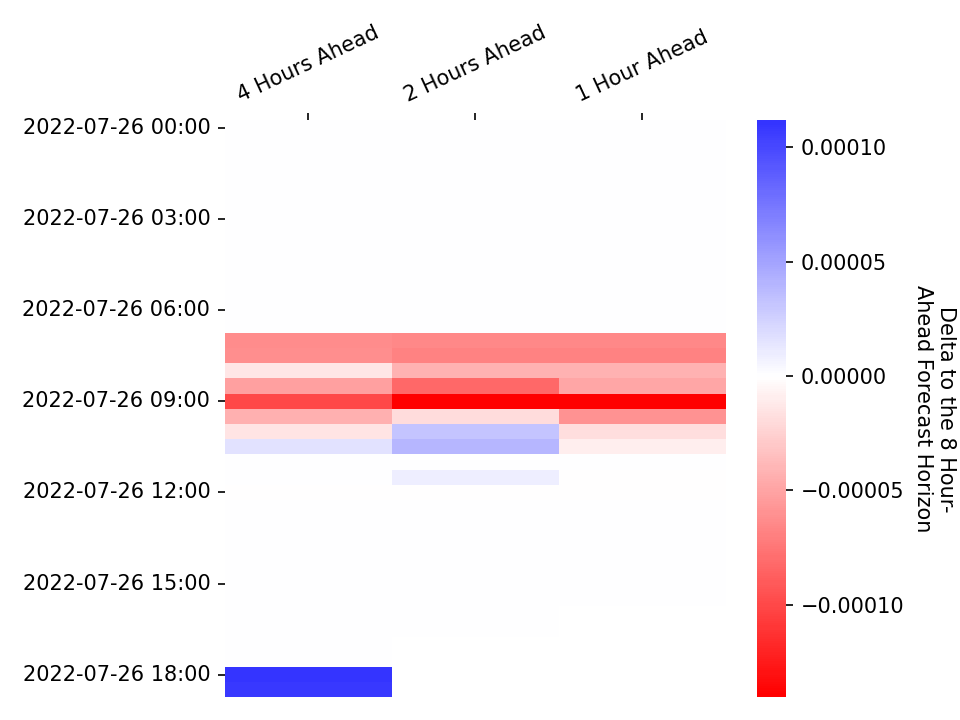 4 Hours Ahead
2 Hours Ahead
1 Hour Ahead
2022-07-26 00:00
2022-07-26 03:00
2022-07-26 06:00
2022-07-26 09:00
2022-07-26 12:00
2022-07-26 15:00
2022-07-26 18:00
0.00010
0.00005
0.00000
−0.00005
−0.00010
Delta to the 8 Hour-
Ahead Forecast Horizon